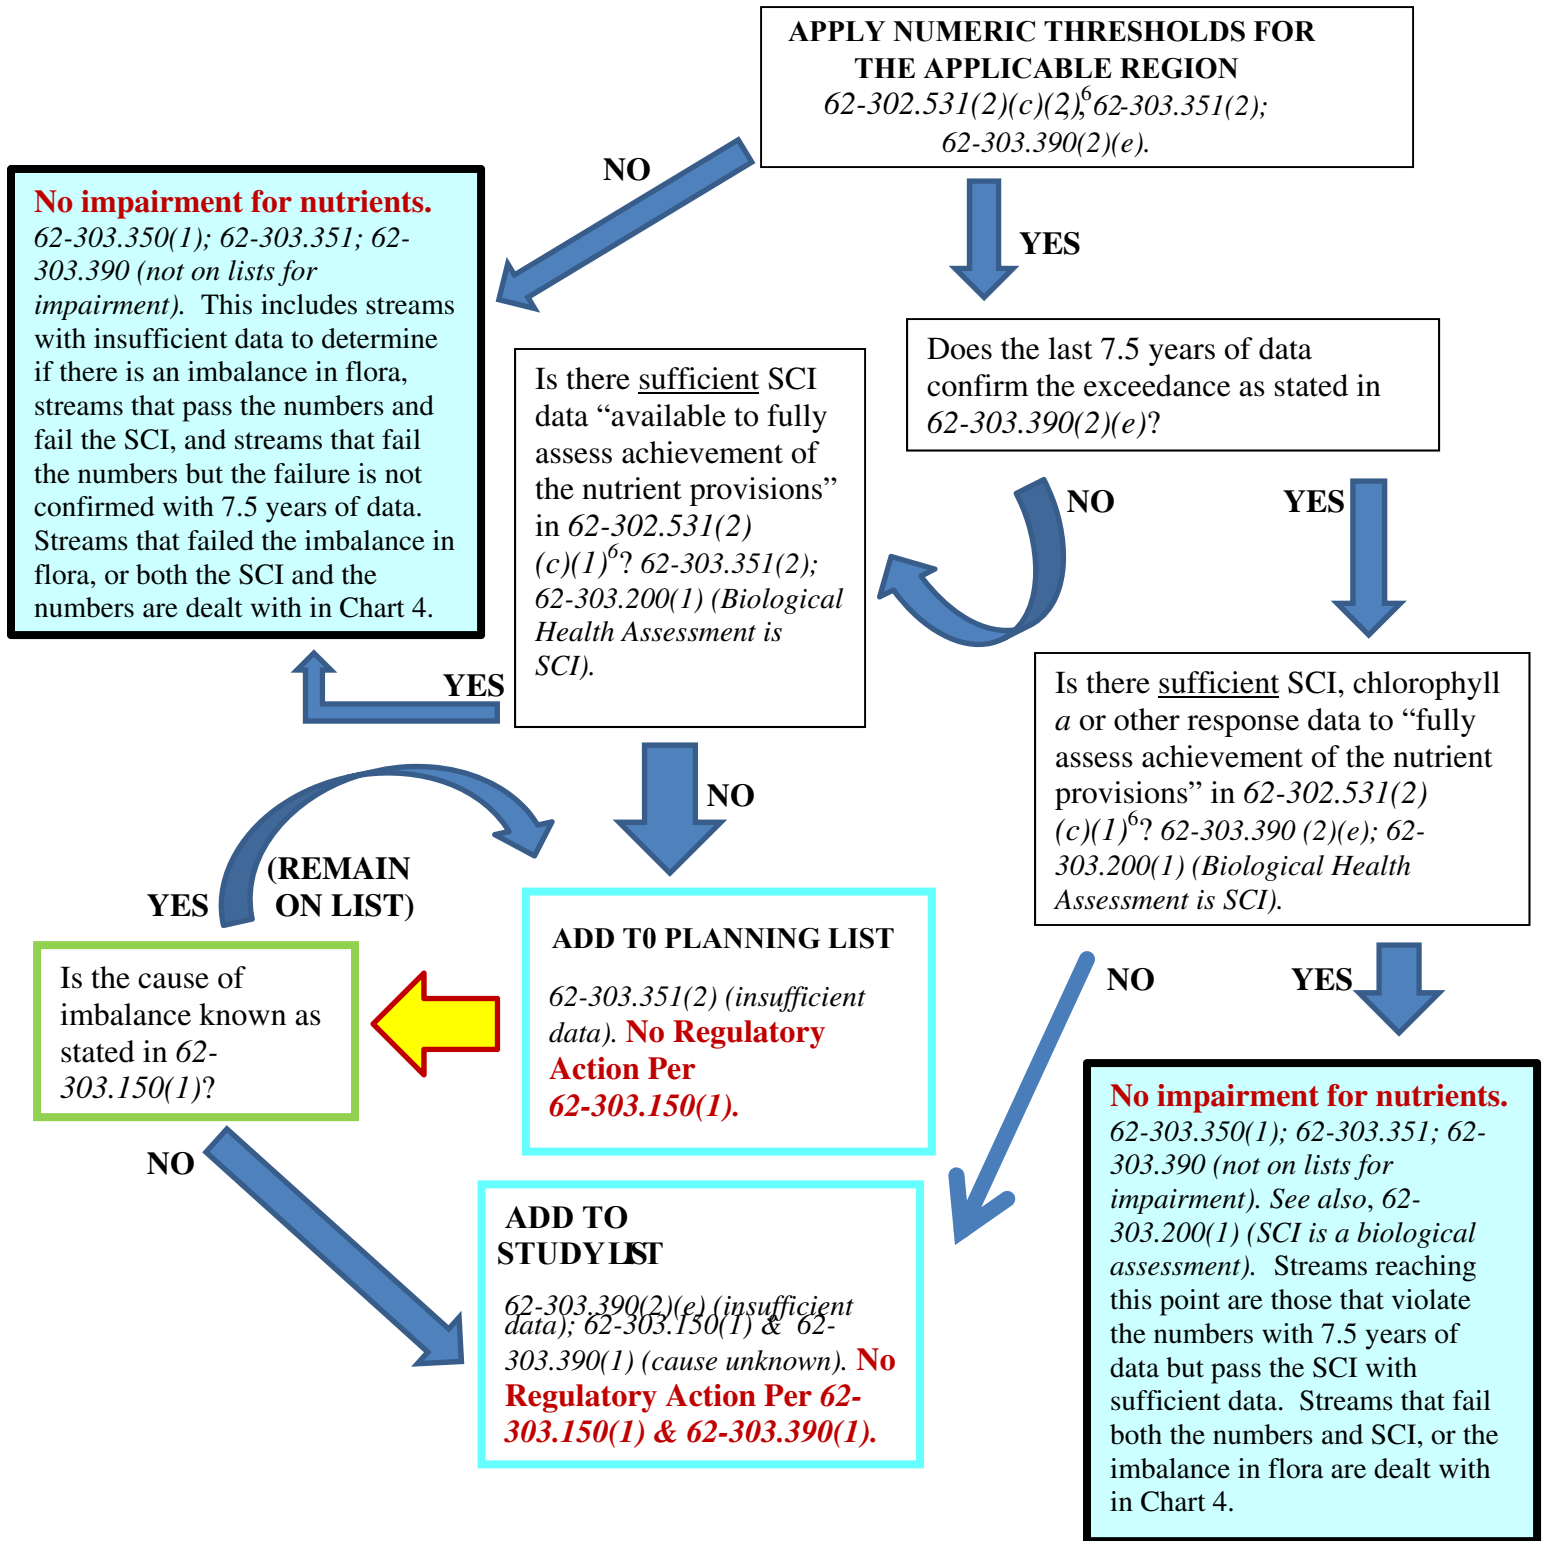 APPLY NUMERIC THRESHOLDS FOR
THE APPLICABLE REGION
62-302.531(2)(c)(2),6 62-303.351(2);
62-303.390(2)(e).
NO
YES
No impairment for nutrients.
62-303.350(1); 62-303.351; 62-
303.390 (not on lists for
impairment). This includes streams
with insufficient data to determine
if there is an imbalance in flora,
streams that pass the numbers and
fail the SCI, and streams that fail
the numbers but the failure is not
confirmed with 7.5 years of data.
Streams that failed the imbalance in
flora, or both the SCI and the
numbers are dealt with in Chart 4.
Is there sufficient SCI
data “available to fully
assess achievement of
the nutrient provisions”
in 62-302.531(2)
(c)(1)6? 62-303.351(2);
62-303.200(1) (Biological
Health Assessment is
SCI).
Does the last 7.5 years of data
confirm the exceedance as stated in
62-303.390(2)(e)?
NO
YES
YES
NO
Is there sufficient SCI, chlorophyll
a or other response data to “fully
assess achievement of the nutrient
provisions” in 62-302.531(2)
(c)(1)6? 62-303.390 (2)(e); 62-
303.200(1) (Biological Health
Assessment is SCI).
YES
(REMAIN
ON LIST)
Is the cause of
imbalance known as
stated in 62-
303.150(1)?
ADD T0 PLANNING LIST
62-303.351(2) (insufficient
data). No Regulatory
Action Per
62-303.150(1).
NO
YES
NO
ADD TO
STUDY LIST
62-303.390(2)(e) (insufficient
data); 62-303.150(1) & 62-
303.390(1) (cause unknown). No
Regulatory Action Per 62-
303.150(1) & 62-303.390(1).
No impairment for nutrients.
62-303.350(1); 62-303.351; 62-
303.390 (not on lists for
impairment). See also, 62-
303.200(1) (SCI is a biological
assessment). Streams reaching
this point are those that violate
the numbers with 7.5 years of
data but pass the SCI with
sufficient data. Streams that fail
both the numbers and SCI, or the
imbalance in flora are dealt with
in Chart 4.